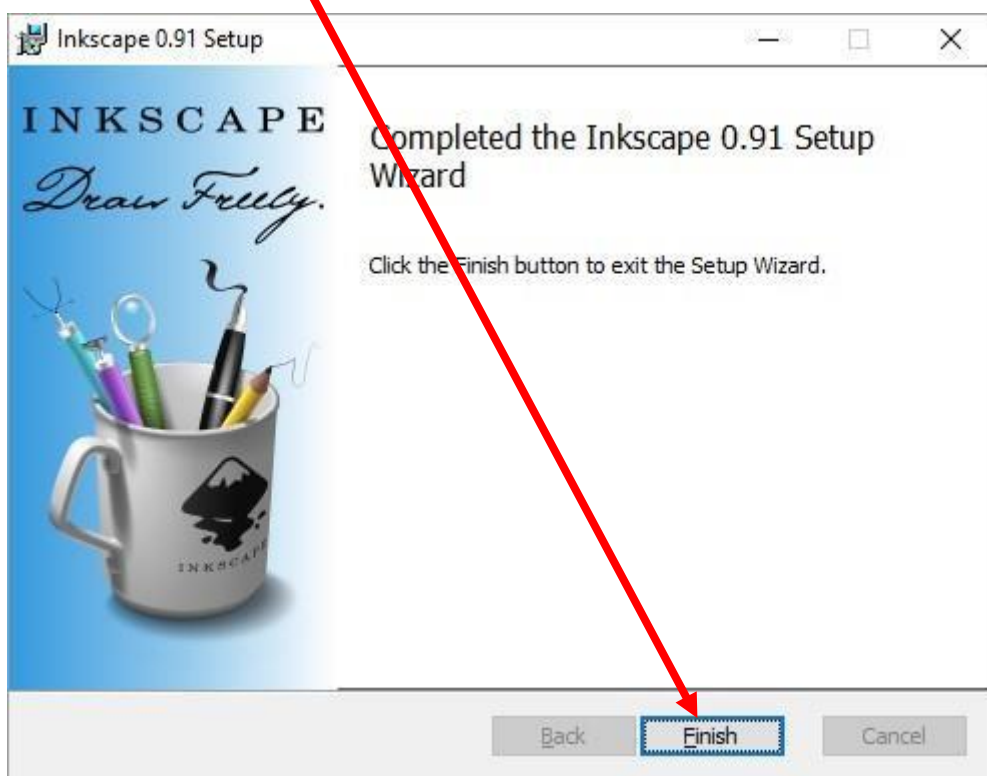 Inkscape 0.91 Setup
INKSCAPE
Draw Freely.
Completed the Inkscape 0.91 Setup
Wizard
Click the Finish button to exit the Setup Wizard.
INKSCAPE
Back
Finish
Cancel